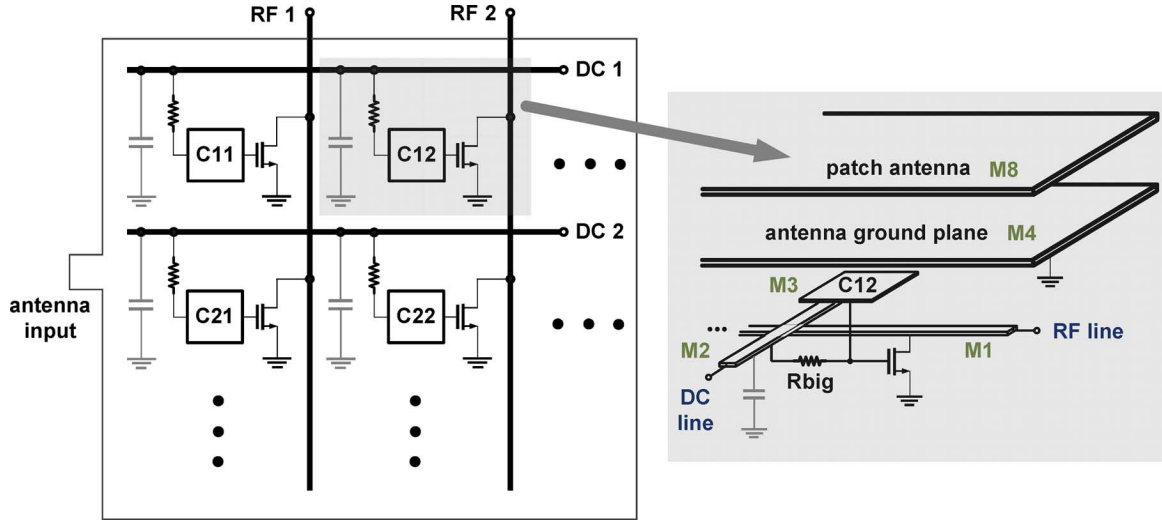 RF 1
RF 2
DC 1
C11
C12
patch antenna M8
antenna ground plane M4
DC 2
M3
C12
antenna
input
C21
C22
M2
M1
RF line
Rbig
DC
line